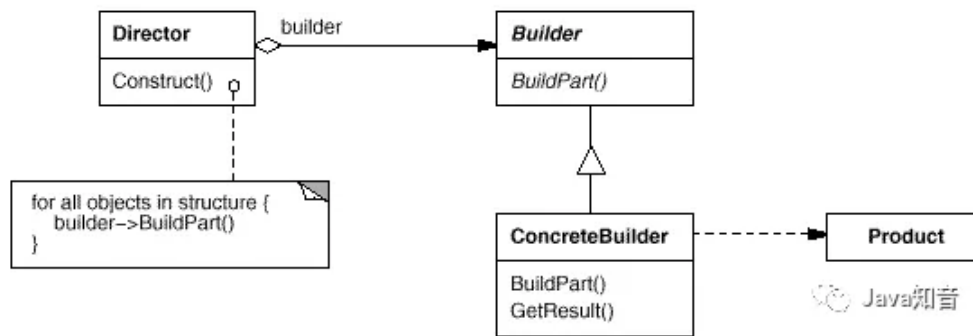 Director
builder
Builder
Construct()
BuildPart()
for all objects in structure {
builder->BuildPart()
}
ConcreteBuilder
Product
BuildPart()
GetResult()
Java知音